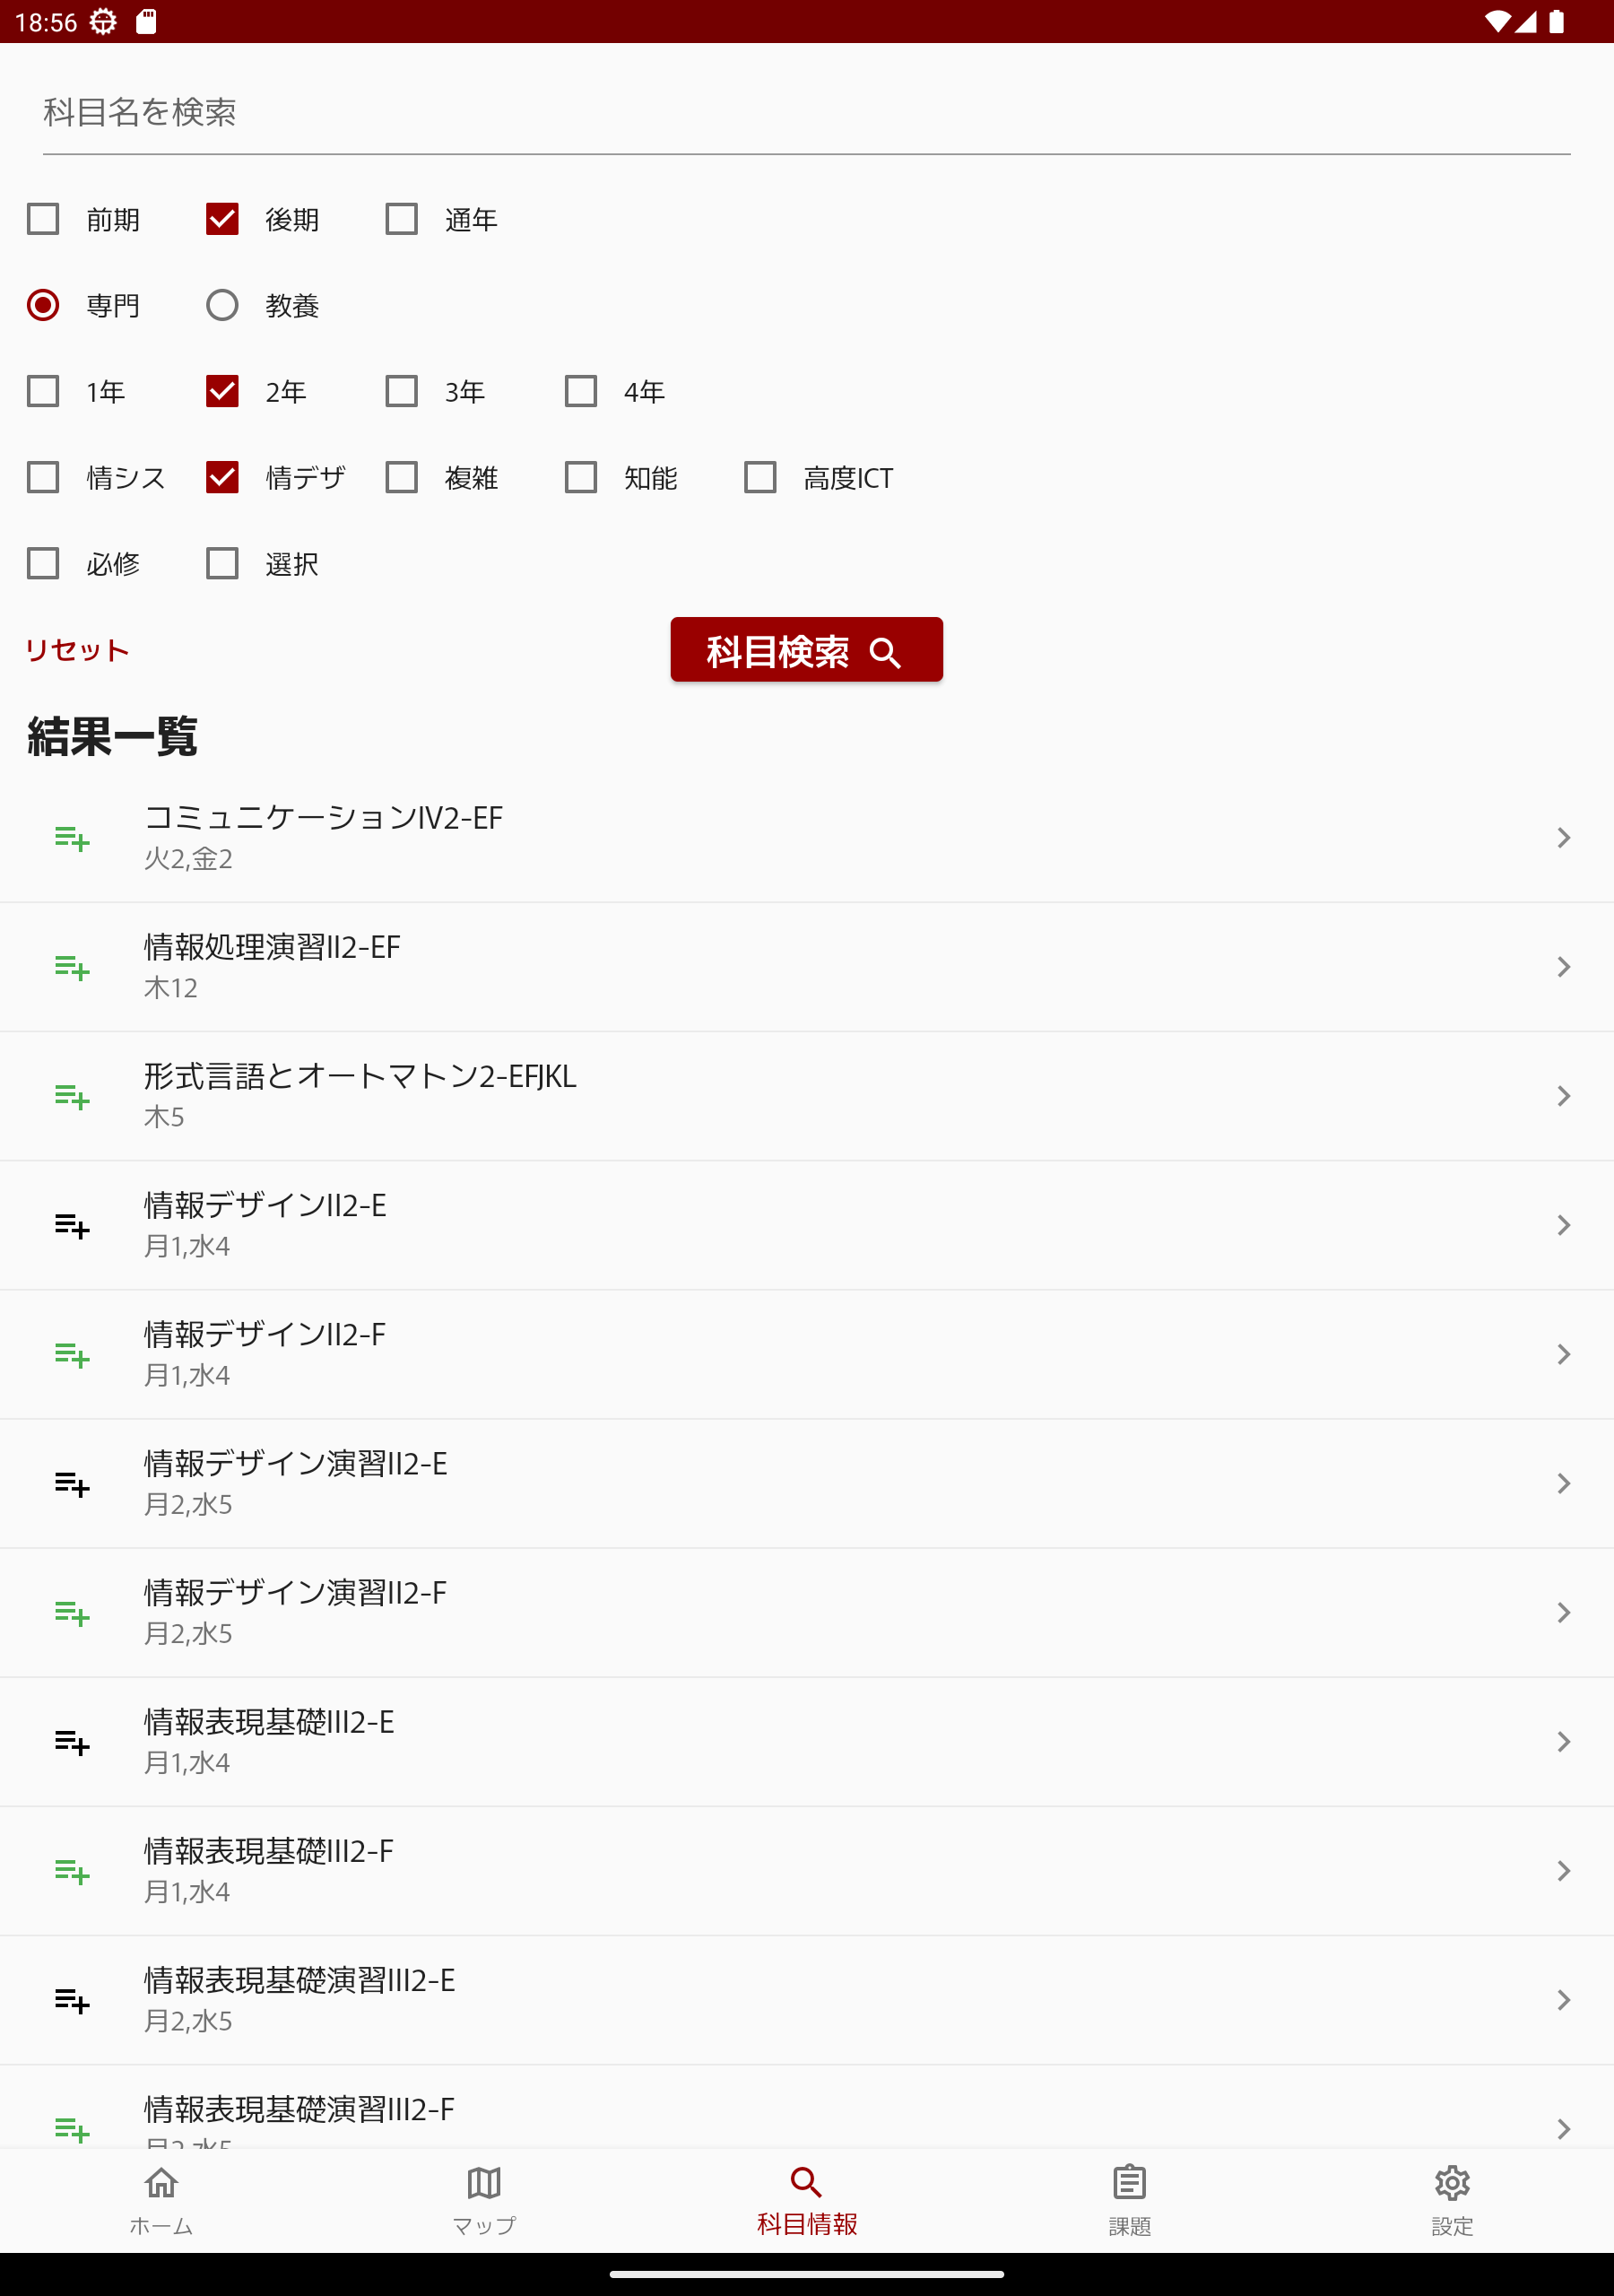 18:56
科目名を検索
前期 後期 通年
専門 教養
1年 2年 3年 4年
情シス 情デザ 複雑 知能 高度ICT
必修 選択
リセット 科目検索
結果一覧
コミュニケーションIV2-EF
火2,金2
情報処理演習II2-EF
木12
形式言語とオートマトン2-EFJKL
木5
情報デザインII2-E
月1,水4
情報デザインII2-F
月1,水4
情報デザイン演習II2-E
月2,水5
情報デザイン演習II2-F
月2,水5
情報表現基礎III2-E
月1,水4
情報表現基礎III2-F
月1,水4
情報表現基礎演習III2-E
月2,水5
情報表現基礎演習III2-F
月2,水5
ホーム マップ 科目情報 課題 設定